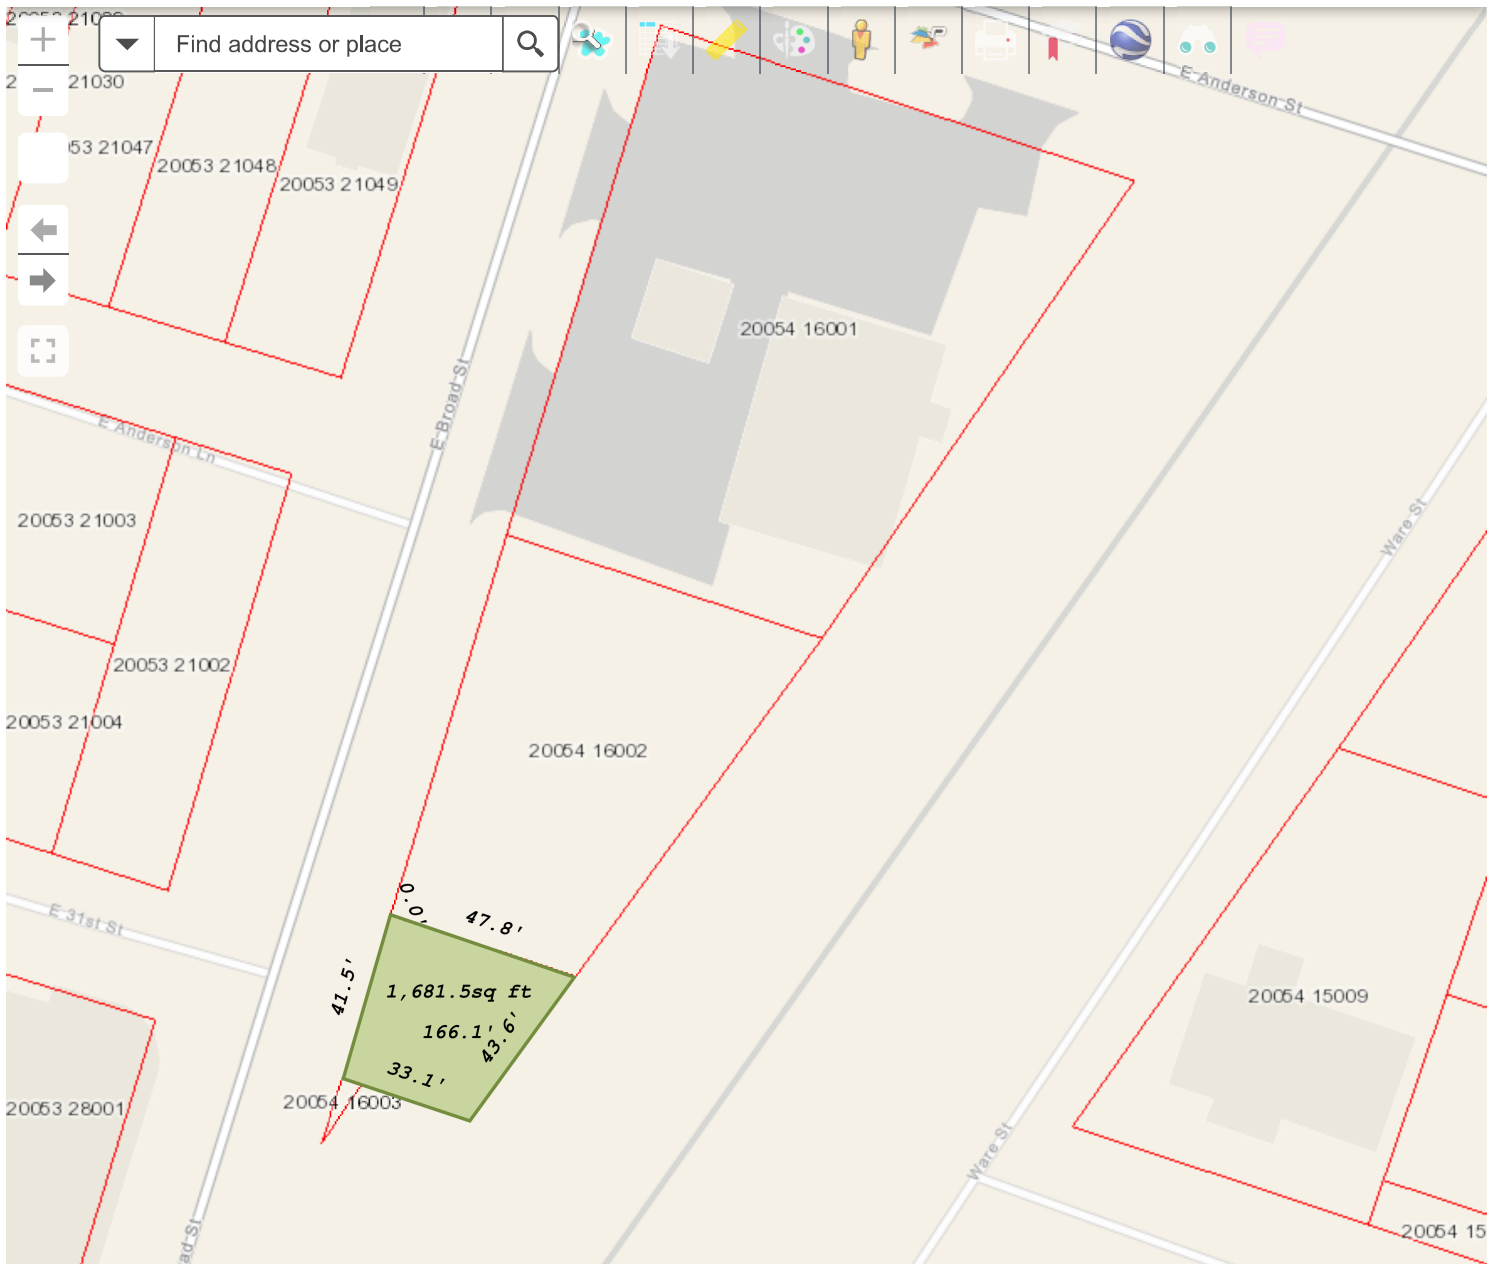 Find address or place
E Anderson St
21030
53 21047
20053 21048
20053 21049
20054 16001
E Broad St
E Anderson Ln
20053 21003
20053 21002
20053 21004
20054 16002
Ware St
0.0'
47.8'
E 31st St
41.5'
1,681.5sq ft
166.1'
43.6'
33.1'
20054 16003
20053 28001
20054 15009
Ware St
ad St
20054 15